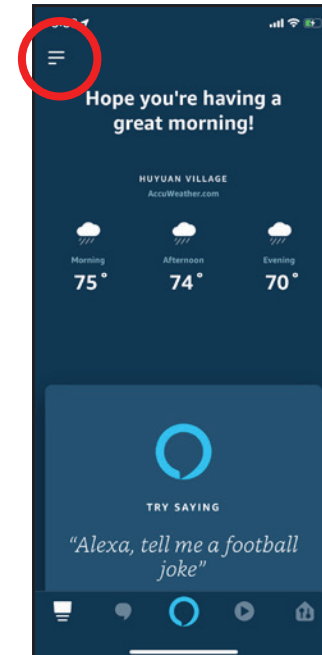 Hope you're having a
great morning!
HUYUAN VILLAGE
AccuWeather.com
Morning
Afternoon
Evening
75°
74°
70°
TRY SAYING
“Alexa, tell me a football
joke”